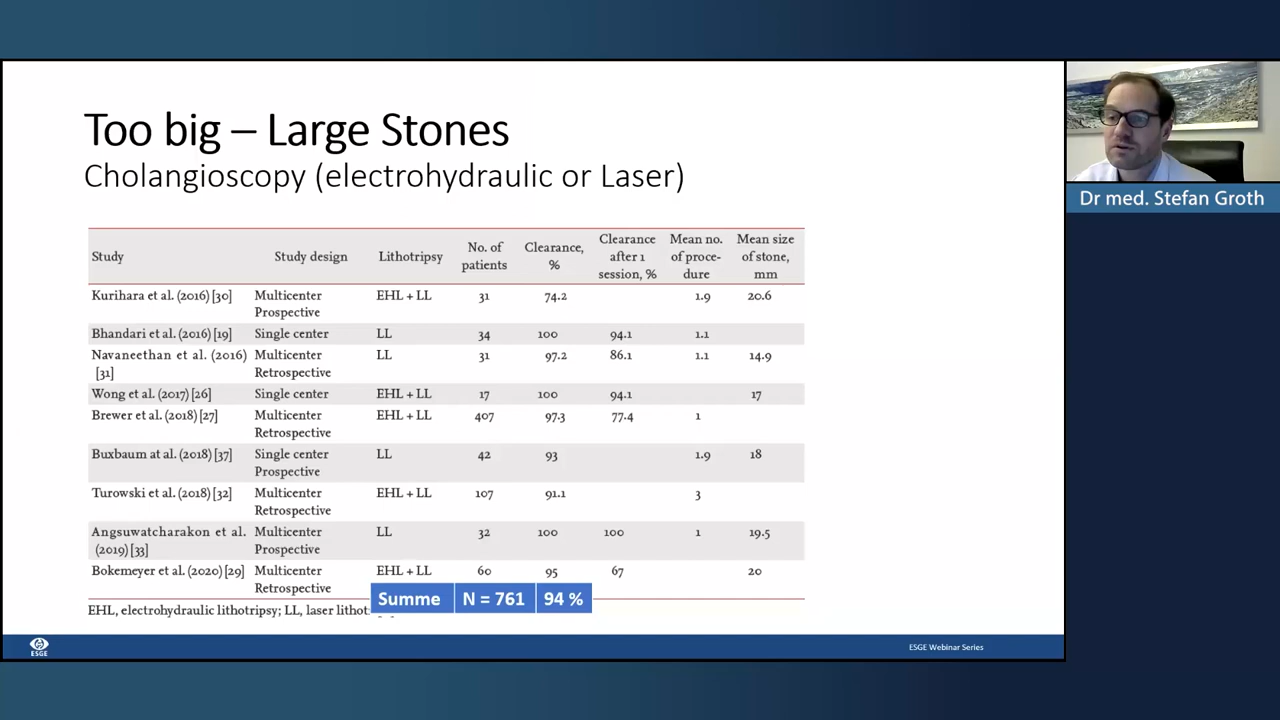 Too big – Large Stones
Cholangioscopy (electrohydraulic or Laser)
Study Study design Lithotripsy No. of patients Clearance, % Clearance after 1 session, % Mean no. of proce- dure Mean size of stone, mm
Kurihara et al. (2016) [30] Multicenter Prospective EHL + LL 31 74.2 1.9 20.6
Bhandari et al. (2016) [19] Single center LL 34 100 94.1 1.1
Navaneethan et al. (2016) [31] Multicenter Retrospective LL 31 97.2 86.1 1.1 14.9
Wong et al. (2017) [26] Single center EHL + LL 17 100 94.1 17
Brewer et al. (2018) [27] Multicenter Retrospective EHL + LL 407 97.3 77.4 1
Buxbaum at al. (2018) [37] Single center Prospective LL 42 93 1.9 18
Turowski et al. (2018) [32] Multicenter Retrospective EHL + LL 107 91.1 3
Angsuwatcharakon et al. (2019) [33] Multicenter Prospective LL 32 100 100 1 19.5
Bokemeyer et al. (2020) [29] Multicenter Retrospective EHL + LL 60 95 67 20
Summe N = 761 94 %
EHL, electrohydraulic lithotripsy; LL, laser
ESGE
ESGE Webinar Series
Dr med. Stefan Groth